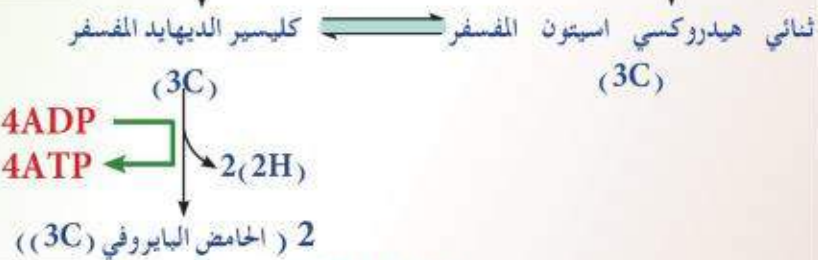 ثنائي هيدروكسي اسيتون المفسفر كليسير الديهايد المفسفر
(3C) (3C)
4ADP
4ATP 2(2H)
2 ( الحامض البايروفي (3C))